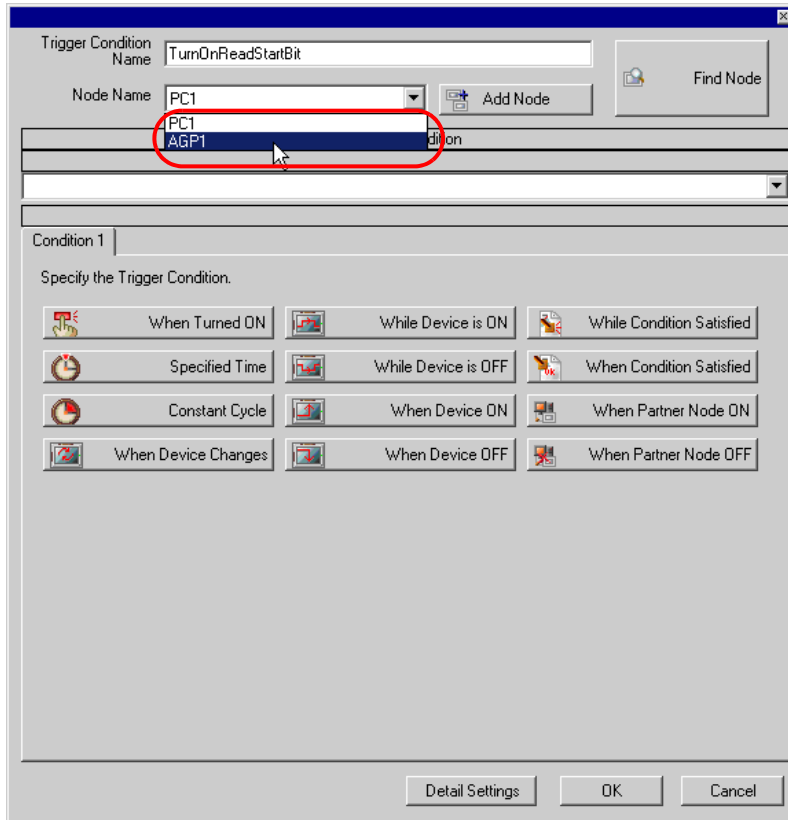 Trigger Condition
Name
TurnOnReadStartBit
Find Node
Node Name
PC1
Add Node
PC1
AGP1
dition
Condition 1
Specify the Trigger Condition.
When Turned ON
While Device is ON
While Condition Satisfied
Specified Time
While Device is OFF
When Condition Satisfied
Constant Cycle
When Device ON
When Partner Node ON
When Device Changes
When Device OFF
When Partner Node OFF
Detail Settings
OK
Cancel